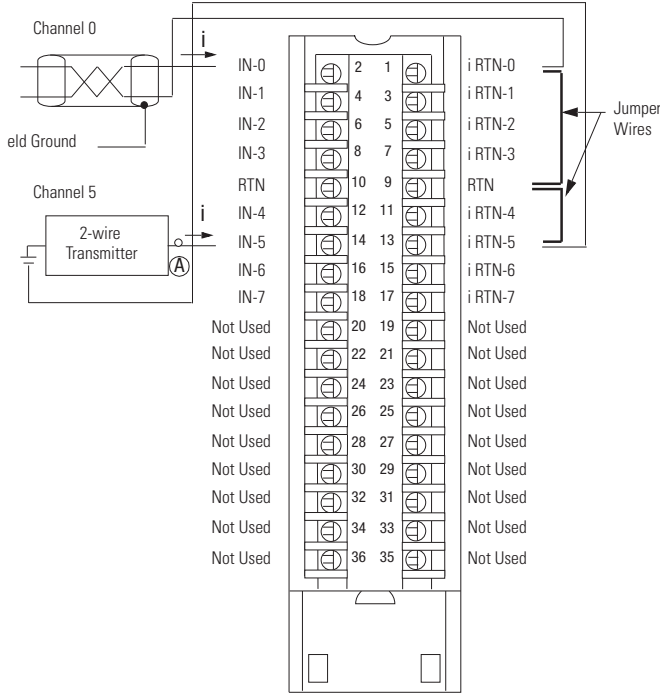 Channel 0
i
eld Ground
Channel 5
i
2-wire
Transmitter
A
IN-0 2 1 i RTN-0
IN-1 4 3 i RTN-1
IN-2 6 5 i RTN-2
IN-3 8 7 i RTN-3
RTN 10 9 RTN
IN-4 12 11 i RTN-4
IN-5 14 13 i RTN-5
IN-6 16 15 i RTN-6
IN-7 18 17 i RTN-7
Not Used 20 19 Not Used
Not Used 22 21 Not Used
Not Used 24 23 Not Used
Not Used 26 25 Not Used
Not Used 28 27 Not Used
Not Used 30 29 Not Used
Not Used 32 31 Not Used
Not Used 34 33 Not Used
Not Used 36 35 Not Used
Jumper
Wires